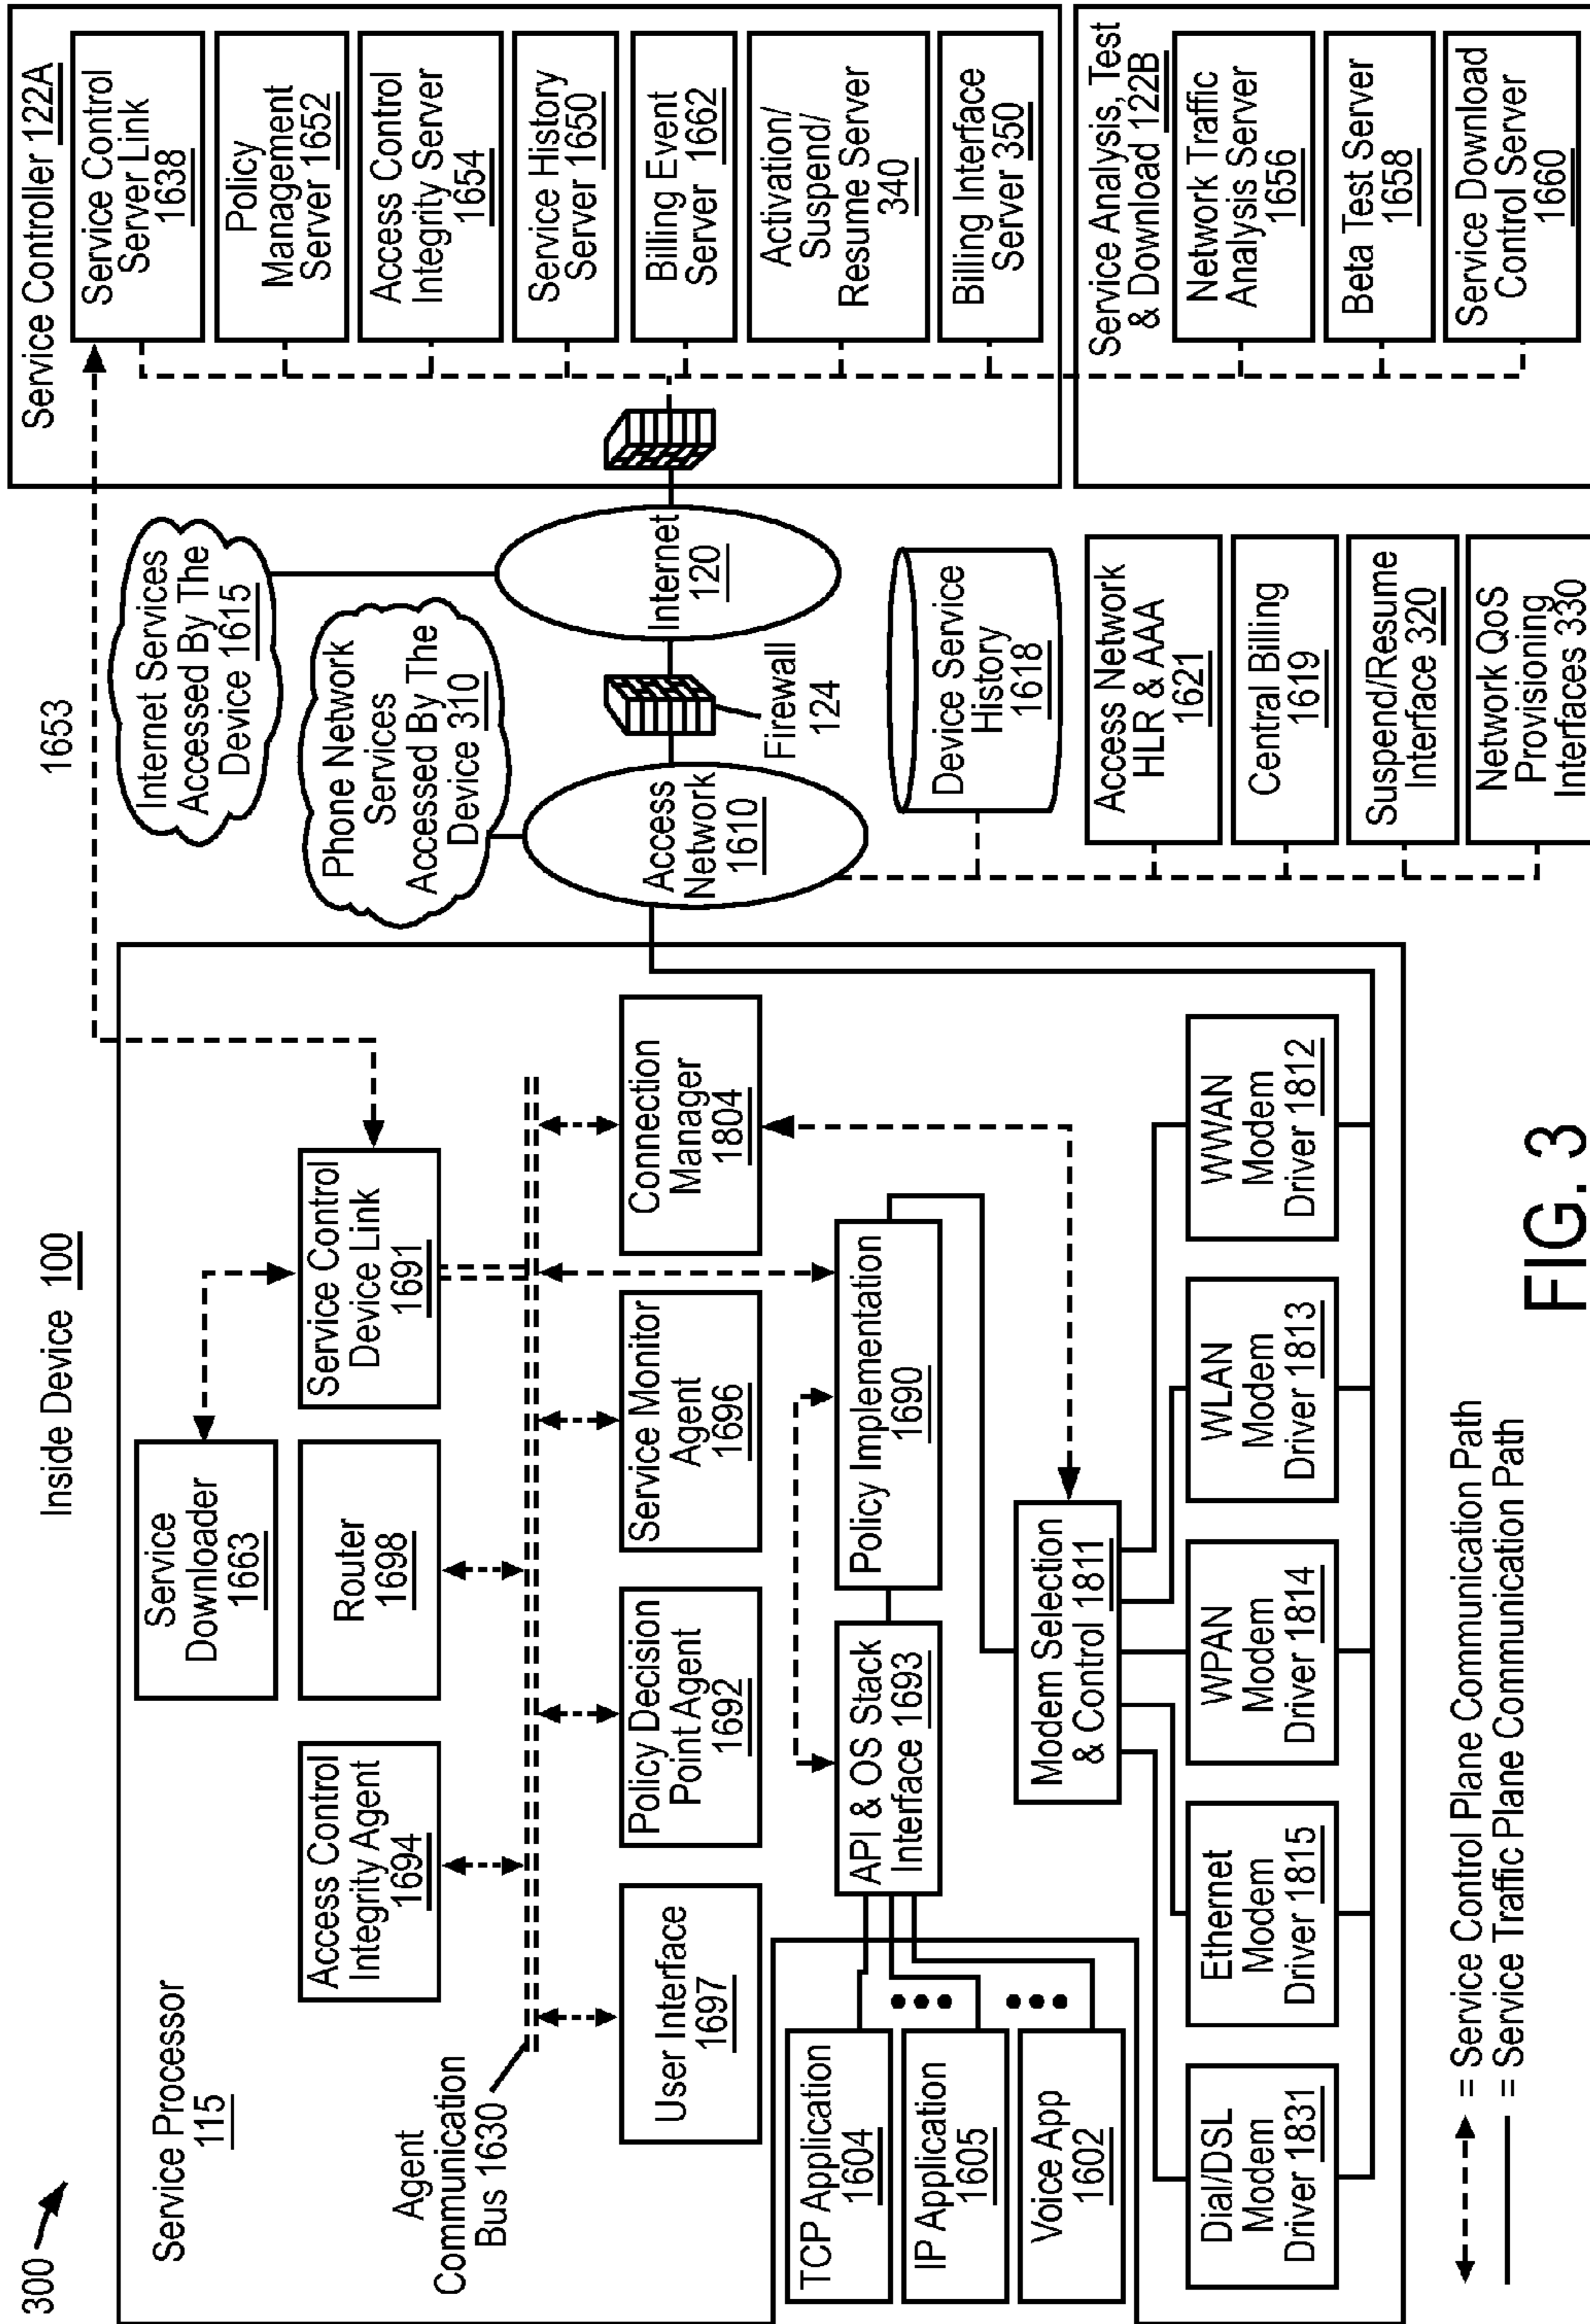 300
Inside Device 100
Service Processor
115
Agent
Communication
Bus 1630
Access Control
Integrity Agent
1694
Service
Downloader
1663
Router
1698
Service Control
Device Link
1691
User Interface
1697
Policy Decision
Point Agent
1692
Service Monitor
Agent
1696
Connection
Manager
1804
TCP Application
1604
IP Application
1605
Voice App
1602
API & OS Stack
Interface 1693
Policy Implementation
1690
Modem Selection
& Control 1811
Dial/DSL
Modem
Driver 1831
Ethernet
Modem
Driver 1815
WPAN
Modem
Driver 1814
WLAN
Modem
Driver 1813
WWAN
Modem
Driver 1812
1653
Internet Services
Accessed By The
Device 1615
Phone Network
Services
Accessed By The
Device 310
Access
Network
1610
Firewall
124
Internet
120
Device Service
History
1618
Access Network
HLR & AAA
1621
Central Billing
1619
Suspend/Resume
Interface 320
Network QoS
Provisioning
Interfaces 330
Service Controller 122A
Service Control
Server Link
1638
Policy
Management
Server 1652
Access Control
Integrity Server
1654
Service History
Server 1650
Billing Event
Server 1662
Activation/
Suspend/
Resume Server
340
Billing Interface
Server 350
Service Analysis, Test
& Download 122B
Network Traffic
Analysis Server
1656
Beta Test Server
1658
Service Download
Control Server
1660
= Service Control Plane Communication Path
= Service Traffic Plane Communication Path
FIG. 3